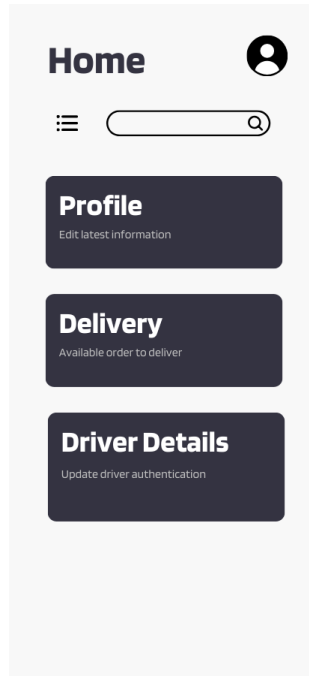 Home
Profile
Edit latest information
Delivery
Available order to deliver
Driver Details
Update driver authentication